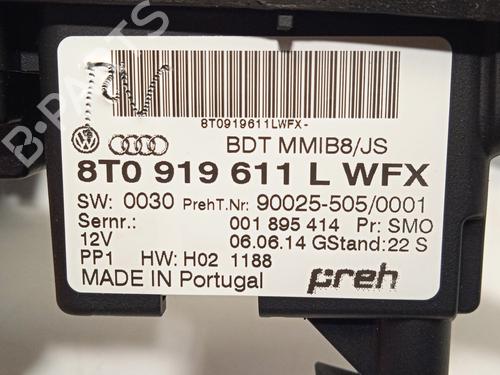 8T0919611LWFX-
BDT MMIB8/JS
8T0 919 611 L WFX
SW: 0030 PrehT.Nr: 90025-505/0001
Sernr.: 001 895 414 Pr: SMO
12V 06.06.14 GStand: 22 S
PP1 HW: H02 1188
MADE IN Portugal preh
B-PARTS